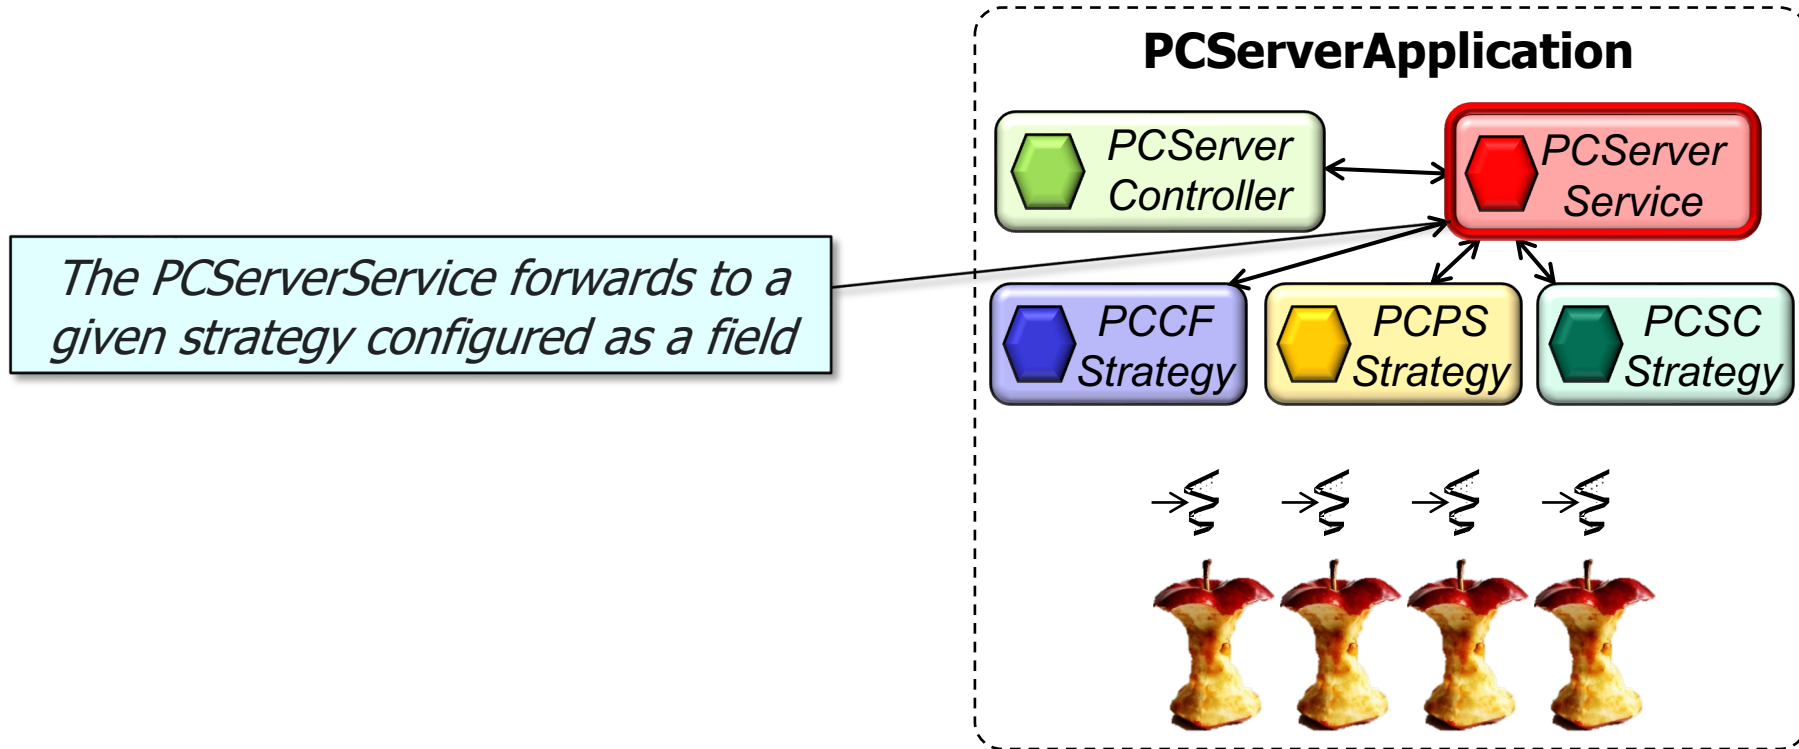 PCServerApplication
PCServer
Controller
PCServer
Service
The PCServerService forwards to a
given strategy configured as a field
PCCF
Strategy
PCPS
Strategy
PCSC
Strategy